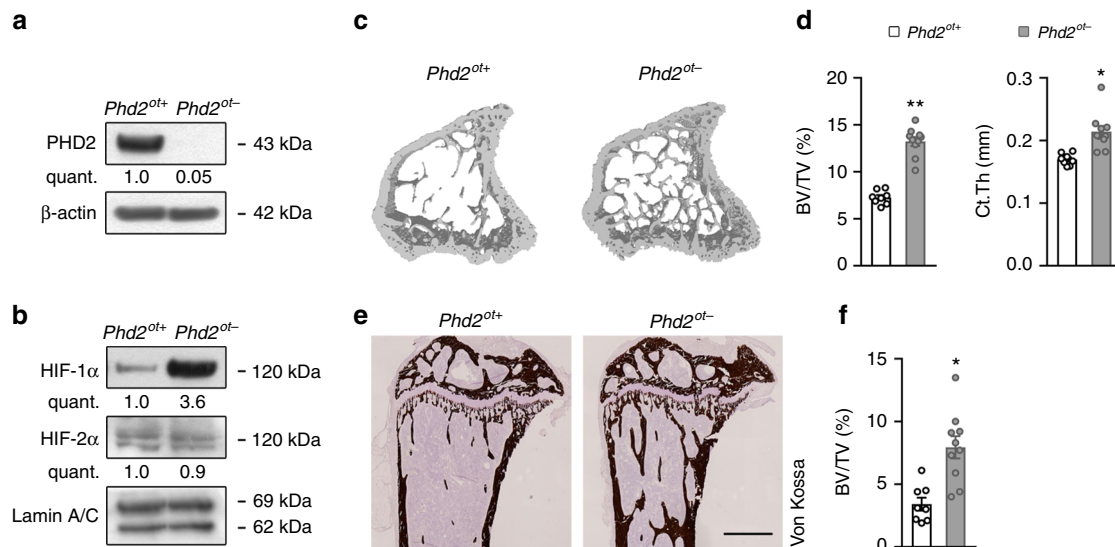 a
Phd2ot+ Phd2ot–
PHD2
– 43 kDa
quant. 1.0 0.05
β-actin
– 42 kDa
b
Phd2ot+ Phd2ot–
HIF-1α
– 120 kDa
quant. 1.0 3.6
HIF-2α
– 120 kDa
quant. 1.0 0.9
Lamin A/C
– 69 kDa
– 62 kDa
c
Phd2ot+ Phd2ot–
d
Phd2ot+ Phd2ot–
20
15
10
5
0
BV/TV (%)
**
0.3
0.2
0.1
0.0
Ct.Th (mm)
*
e
Phd2ot+ Phd2ot–
Von Kossa
f
15
10
5
0
BV/TV (%)
*